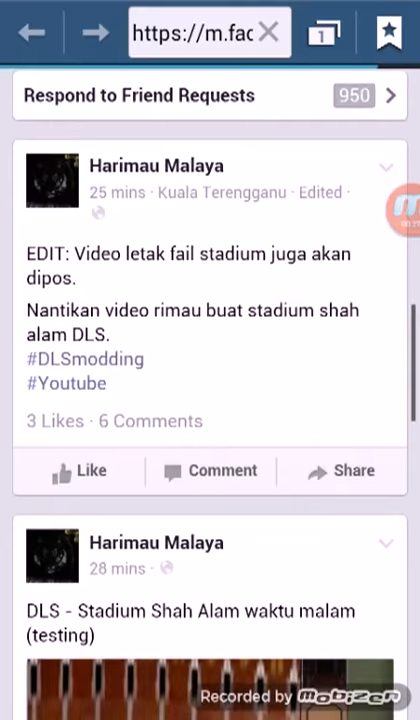 https://m.fac
1
Respond to Friend Requests 950
Harimau Malaya
25 mins · Kuala Terengganu · Edited ·
EDIT: Video letak fail stadium juga akan
dipos.
Nantikan video rimau buat stadium shah
alam DLS.
#DLSmodding
#Youtube
3 Likes · 6 Comments
Like Comment Share
Harimau Malaya
28 mins ·
DLS - Stadium Shah Alam waktu malam
(testing)
Recorded by mobizen